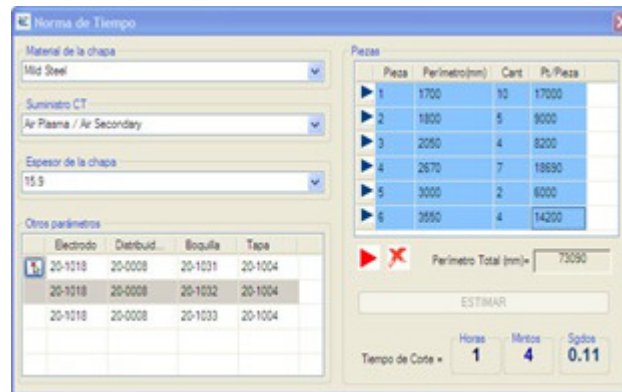 Norma de Tiempo
Material de la chapa
Mild Steel
Suministro CT
Air Plasma / Air Secondary
Espesor de la chapa
15.9
Otros parámetros
Electrodo Distribuid... Boquilla Tapa
20-1018 20-0008 20-1031 20-1004
20-1018 20-0008 20-1032 20-1004
20-1018 20-0008 20-1033 20-1004
Piezas
Pieza Perímetro(mm) Cant Pt/Pieza
1 1700 10 17000
2 1800 5 9000
3 2050 4 8200
4 2670 7 18690
5 3000 2 6000
6 3550 4 14200
Perímetro Total (mm)= 73090
ESTIMAR
Horas Mintos Sgdos
Tiempo de Corte = 1 4 0.11